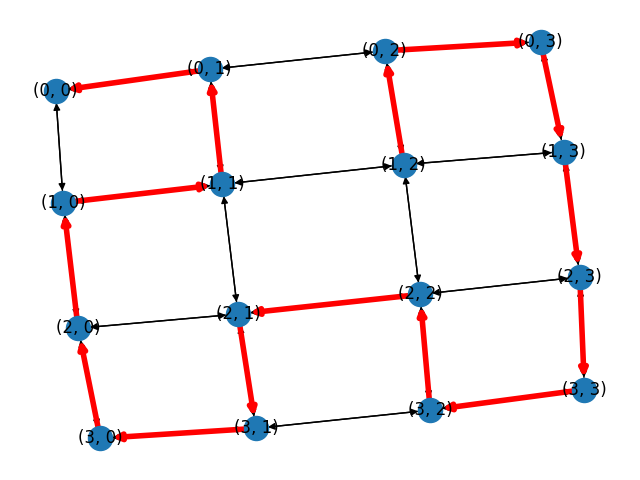 (0, 0) (0, 1) (0, 2) (0, 3)
(1, 0) (1, 1) (1, 2) (1, 3)
(2, 0) (2, 1) (2, 2) (2, 3)
(3, 0) (3, 1) (3, 2) (3, 3)